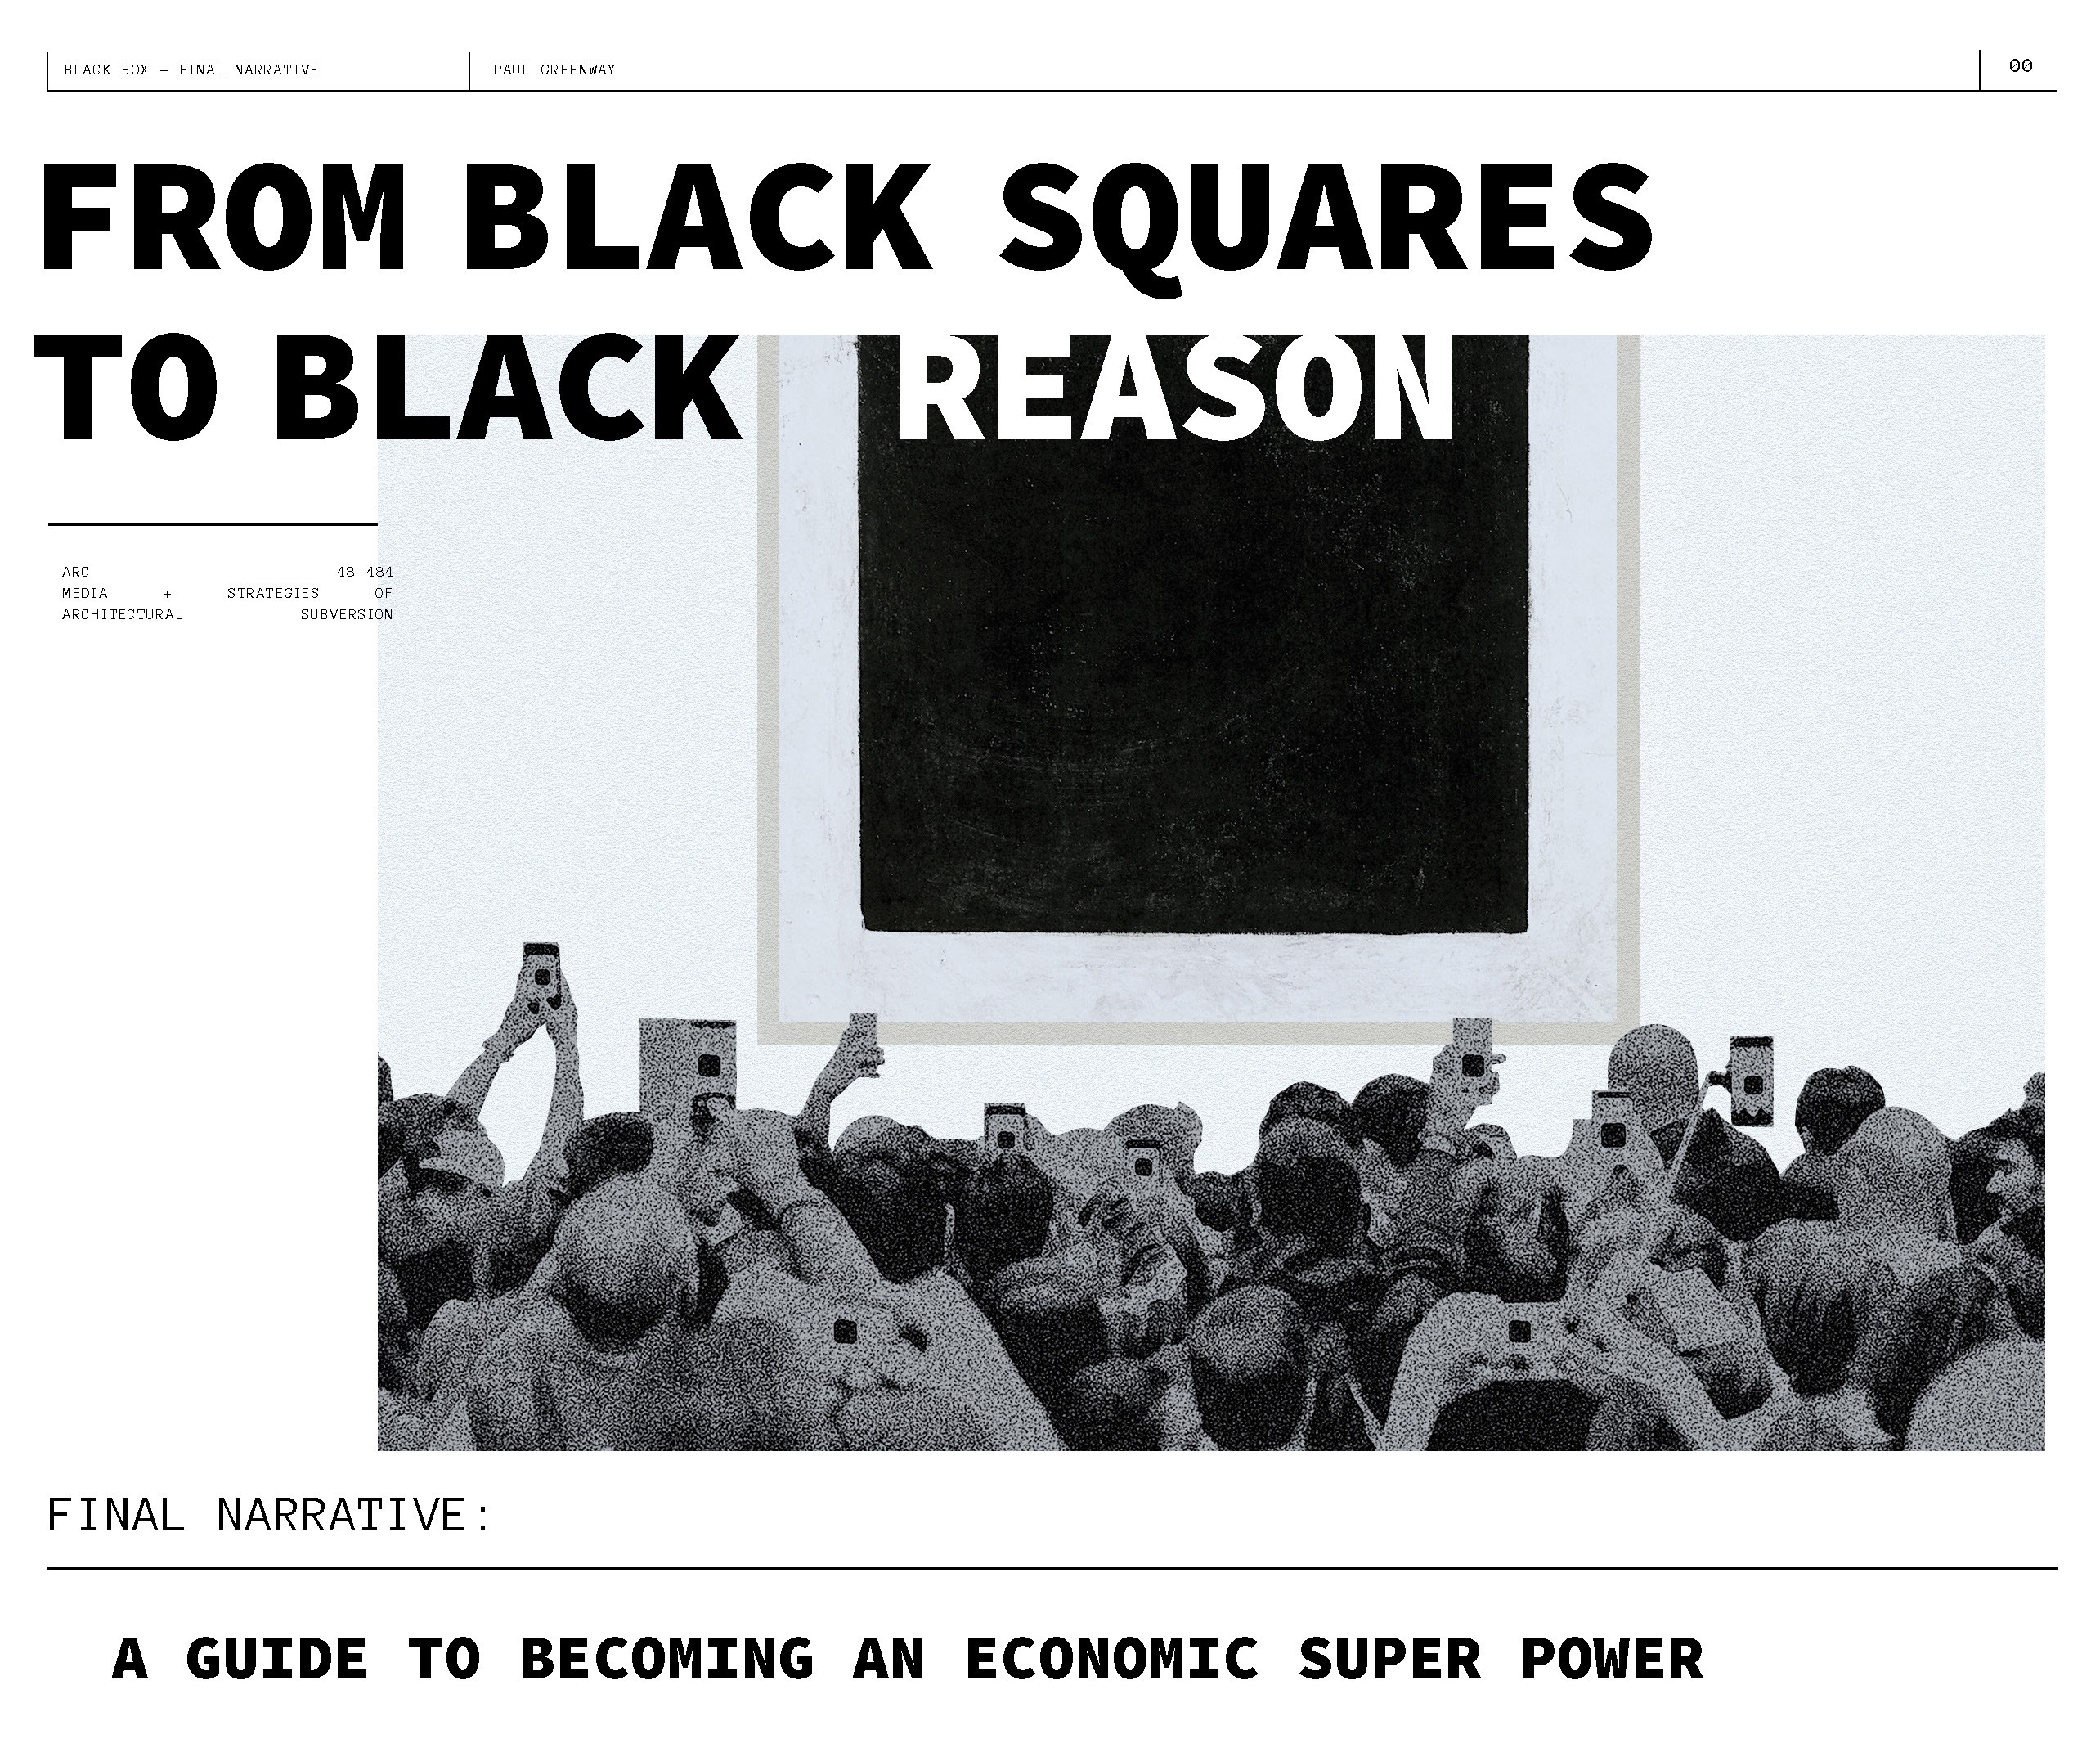 BLACK BOX – FINAL NARRATIVE
PAUL GREENWAY
00
FROM BLACK SQUARES
TO BLACK REASON
ARC 48-484
MEDIA + STRATEGIES OF
ARCHITECTURAL SUBVERSION
FINAL NARRATIVE:
A GUIDE TO BECOMING AN ECONOMIC SUPER POWER